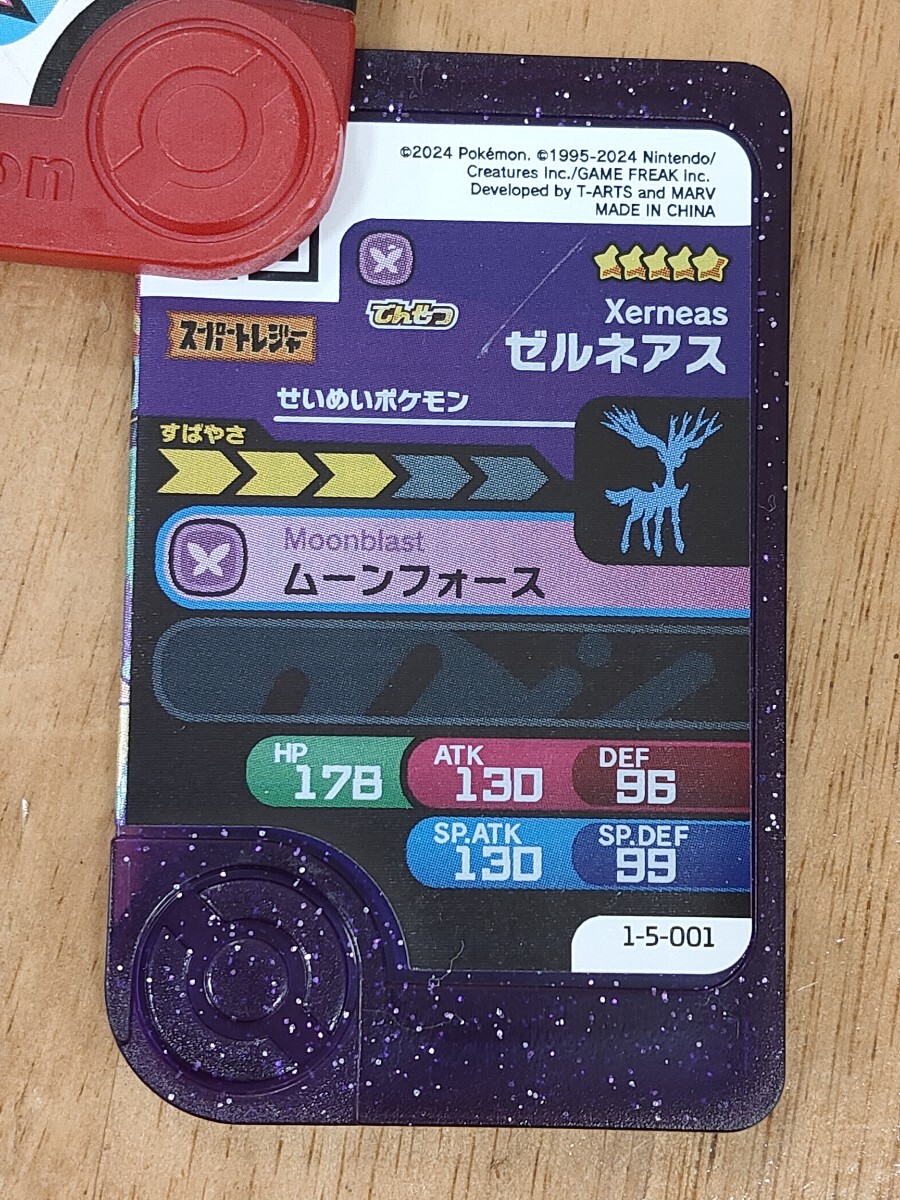 on
©2024 Pokémon. ©1995-2024 Nintendo/
Creatures Inc./GAME FREAK inc.
Developed by T-ARTS and MARV
MADE IN CHINA
でんせつ
Xerneas
スーパートレジャー
ゼルネアス
せいめいポケモン
すばやさ
Moonblast
ムーンフォース
HP
178
ATK
130
DEF
96
SP.ATK
130
SP.DEF
99
1-5-001